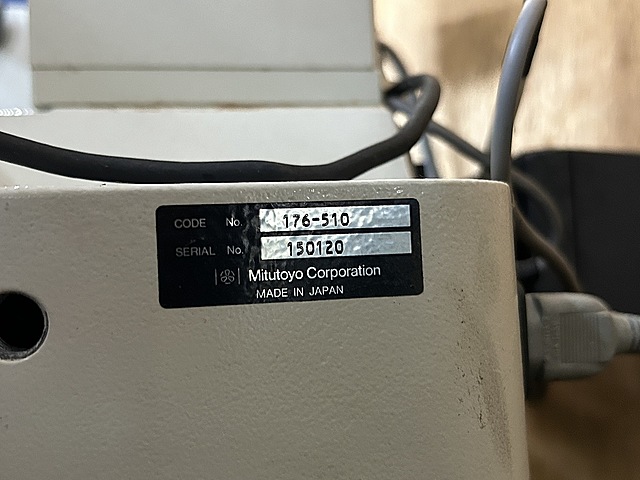 CODE No. 176-510
SERIAL No. 150120
Mitutoyo Corporation
MADE IN JAPAN